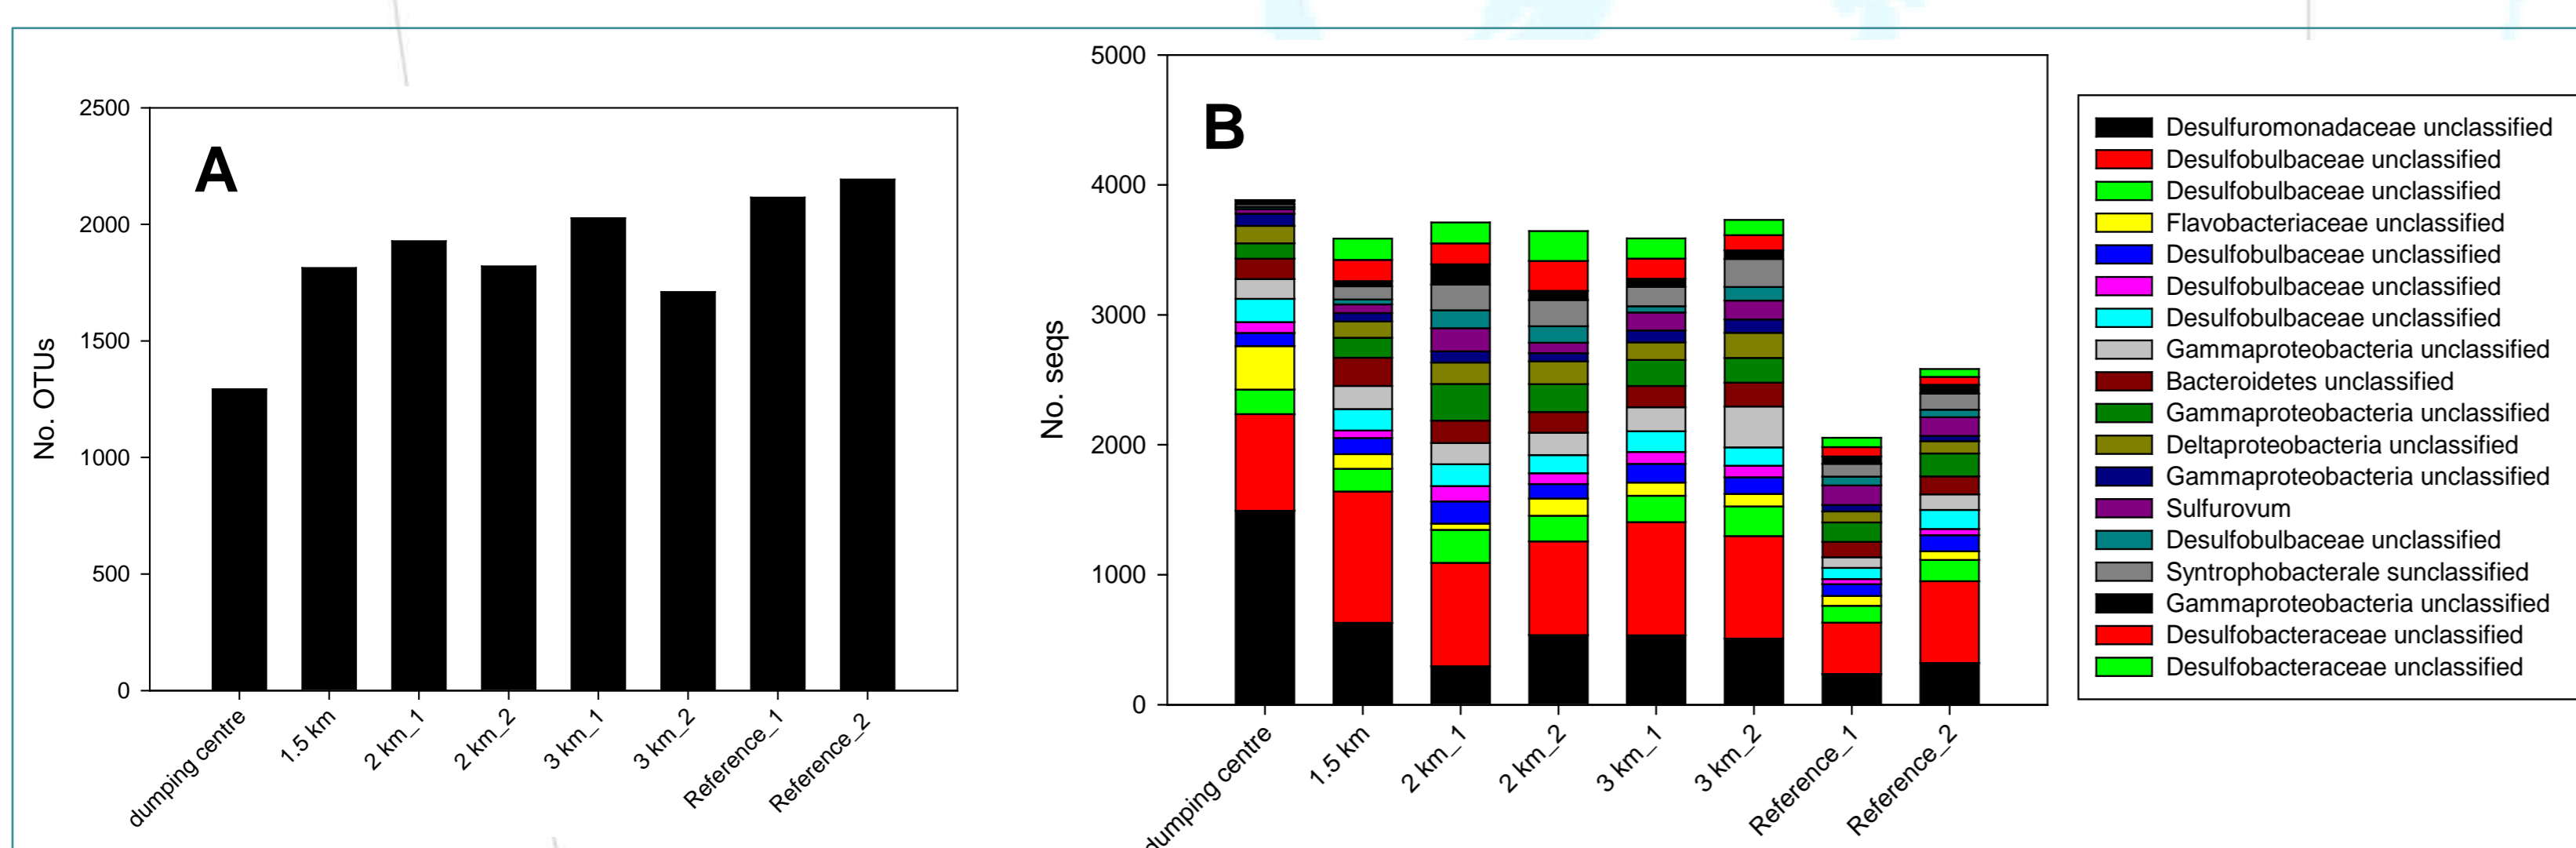 A
No. OTUs
2500
2000
1500
1000
500
0
dumping centre
1.5 km
2 km_1
2 km_2
3 km_1
3 km_2
Reference_1
Reference_2
B
No. seqs
5000
4000
3000
2000
1000
0
dumping centre
1.5 km
2 km_1
2 km_2
3 km_1
3 km_2
Reference_1
Reference_2
Desulfuromonadaceae unclassified
Desulfobulbaceae unclassified
Desulfobulbaceae unclassified
Flavobacteriaceae unclassified
Desulfobulbaceae unclassified
Desulfobulbaceae unclassified
Desulfobulbaceae unclassified
Gammaproteobacteria unclassified
Bacteroidetes unclassified
Gammaproteobacteria unclassified
Deltaproteobacteria unclassified
Gammaproteobacteria unclassified
Sulfurovum
Desulfobulbaceae unclassified
Syntrophobacterale sunclassified
Gammaproteobacteria unclassified
Desulfobacteraceae unclassified
Desulfobacteraceae unclassified